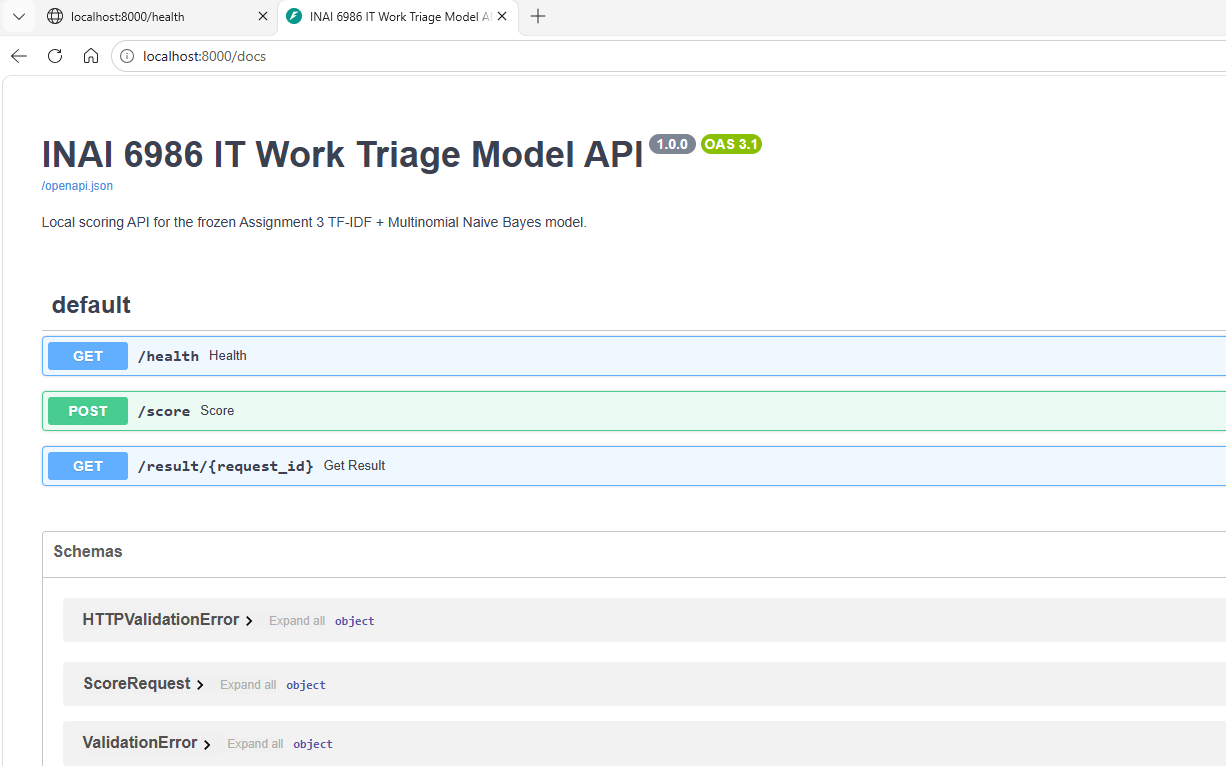 localhost:8000/health
INAI 6986 IT Work Triage Model A
localhost:8000/docs
INAI 6986 IT Work Triage Model API 1.0.0 OAS 3.1
/openapi.json
Local scoring API for the frozen Assignment 3 TF-IDF + Multinomial Naive Bayes model.
default
GET /health Health
POST /score Score
GET /result/{request_id} Get Result
Schemas
HTTPValidationError Expand all object
ScoreRequest Expand all object
ValidationError Expand all object